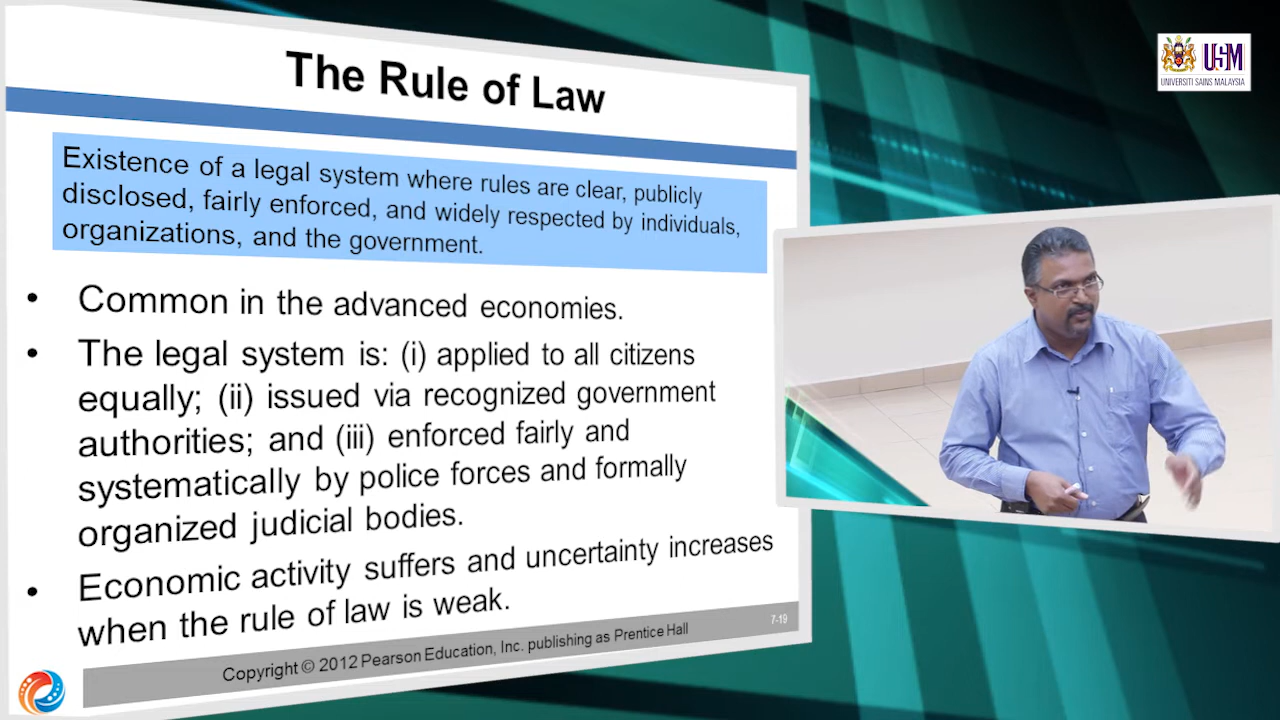 The Rule of Law
Existence of a legal system where rules are clear, publicly
disclosed, fairly enforced, and widely respected by individuals,
organizations, and the government.
• Common in the advanced economies.
• The legal system is: (i) applied to all citizens
equally; (ii) issued via recognized government
authorities; and (iii) enforced fairly and
systematically by police forces and formally
organized judicial bodies.
• Economic activity suffers and uncertainty increases
when the rule of law is weak.
Copyright © 2012 Pearson Education, Inc. publishing as Prentice Hall
7-19
USM
UNIVERSITI SAINS MALAYSIA